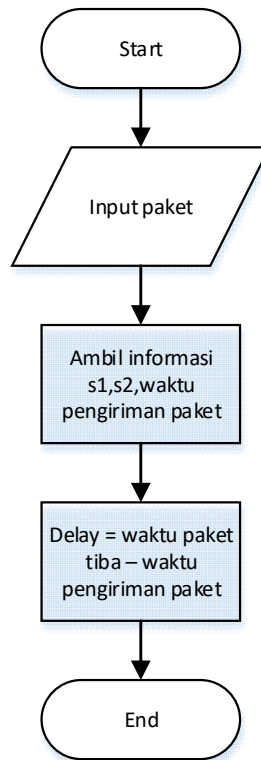 Start
Input paket
Ambil informasi
s1,s2,waktu
pengiriman paket
Delay = waktu paket
tiba – waktu
pengiriman paket
End